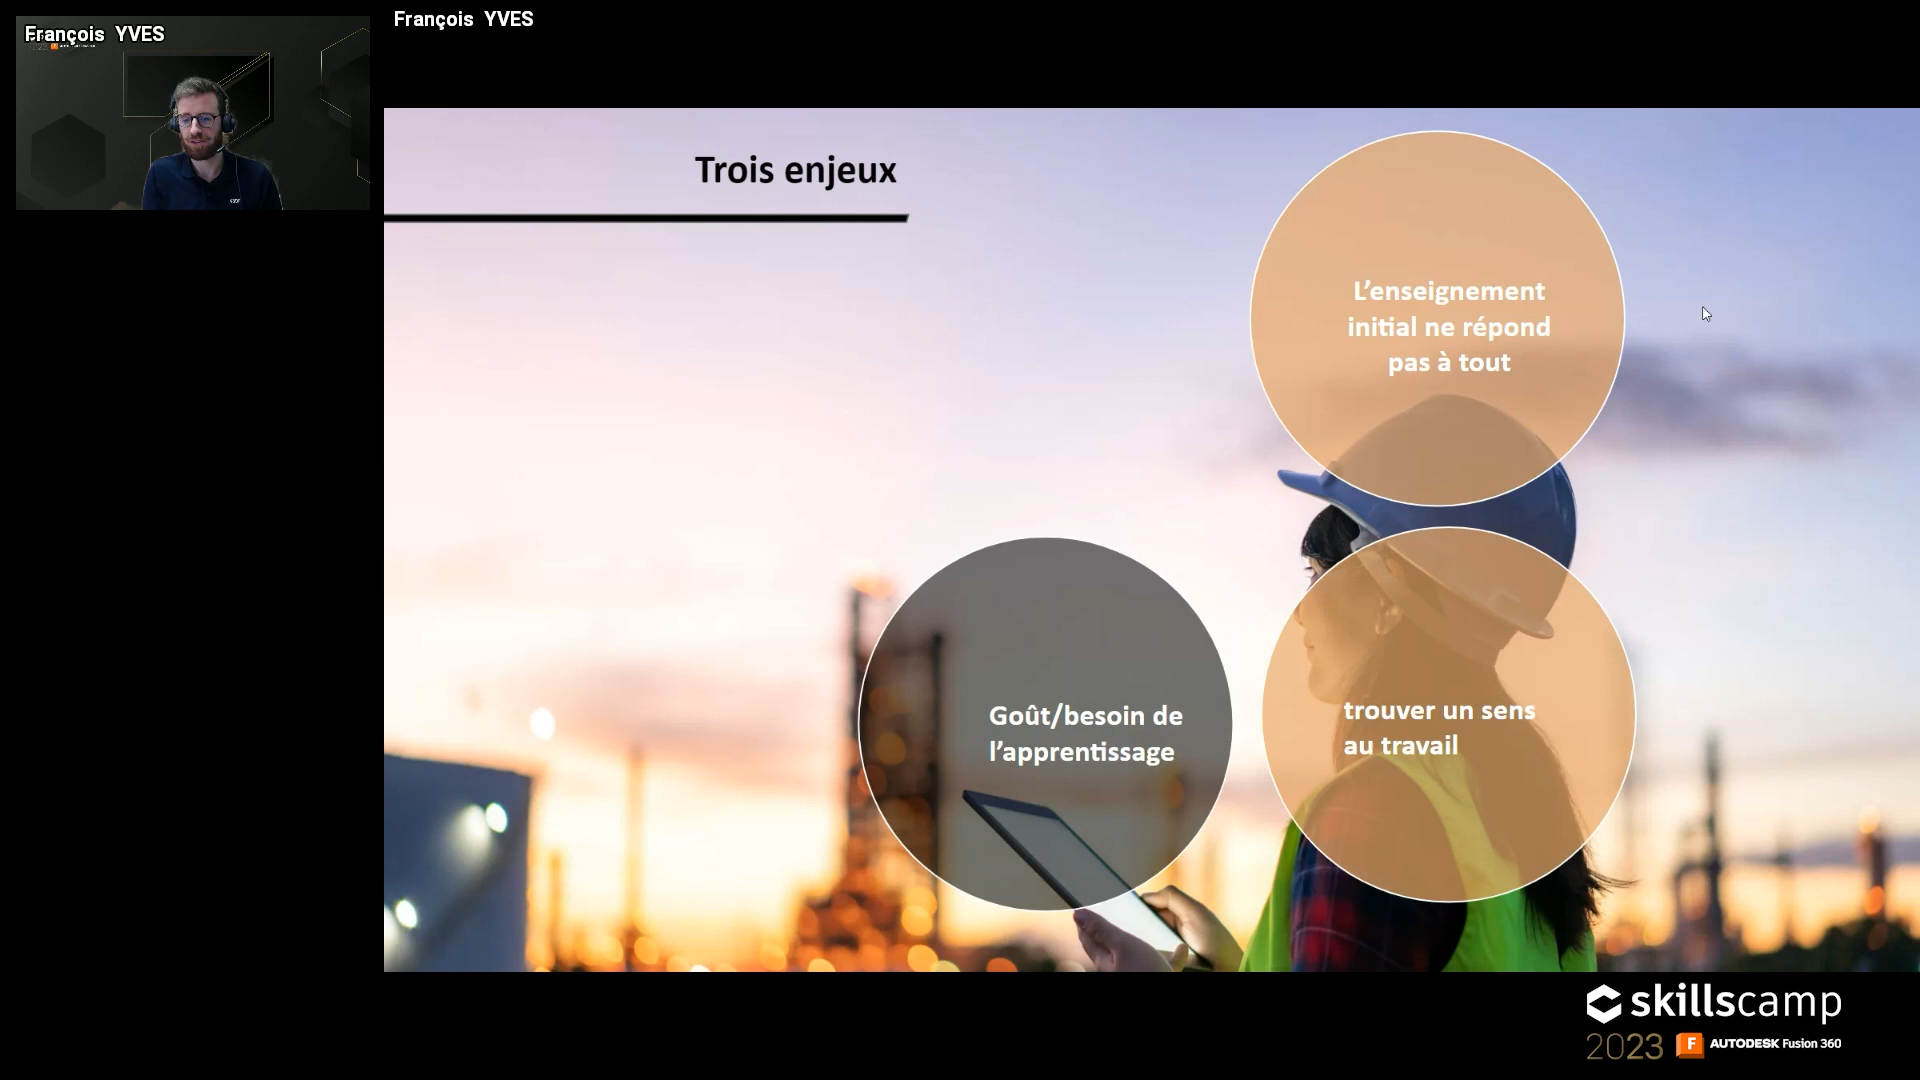 François YVES
François YVES
Trois enjeux
L’enseignement
initial ne répond
pas à tout
Goût/besoin de
l’apprentissage
trouver un sens
au travail
skillscamp
2023 F AUTODESK Fusion 360